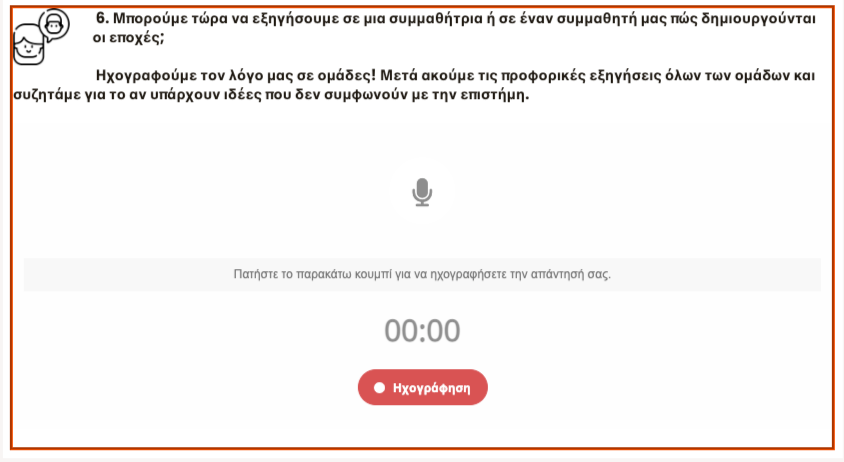 6. Μπορούμε τώρα να εξηγήσουμε σε μια συμμαθήτρια ή σε έναν συμμαθητή μας πώς δημιουργούνται
οι εποχές;
Ηχογραφούμε τον λόγο μας σε ομάδες! Μετά ακούμε τις προφορικές εξηγήσεις όλων των ομάδων και
συζητάμε για το αν υπάρχουν ιδέες που δεν συμφωνούν με την επιστήμη.
Πατήστε το παρακάτω κουμπί για να ηχογραφήσετε την απάντησή σας.
00:00
Ηχογράφηση